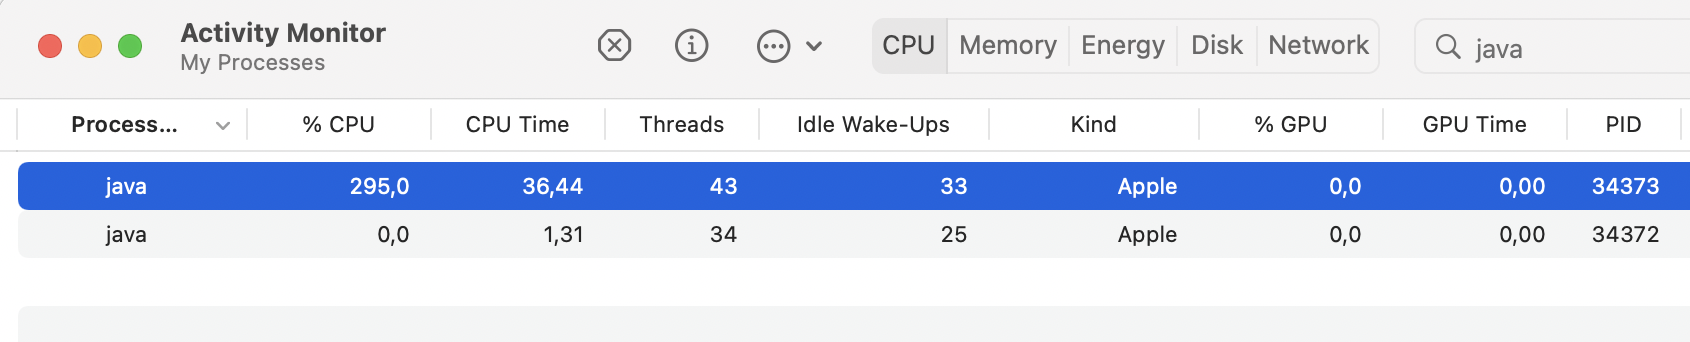 Activity Monitor
My Processes
CPU Memory Energy Disk Network
java
Process... % CPU CPU Time Threads Idle Wake-Ups Kind % GPU GPU Time PID
java 295,0 36,44 43 33 Apple 0,0 0,00 34373
java 0,0 1,31 34 25 Apple 0,0 0,00 34372